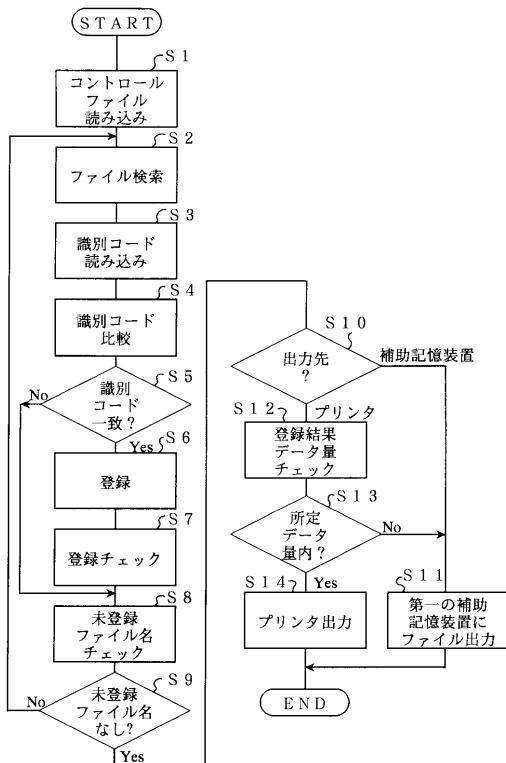 START
S1
コントロール
ファイル
読み込み
S2
ファイル検索
S3
識別コード
読み込み
S4
識別コード
比較
S5
識別
コード
一致?
No
Yes
S6
登録
S7
登録チェック
S8
未登録
ファイル名
チェック
S9
未登録
ファイル名
なし?
No
Yes
S10
出力先
?
補助記憶装置
プリンタ
S12
登録結果
データ量
チェック
S13
所定
データ
量内?
No
Yes
S14
プリンタ出力
S11
第一の補助
記憶装置に
ファイル出力
END